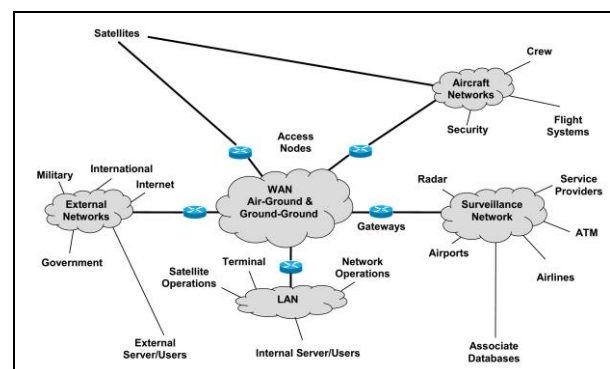 Satellites
Crew
Aircraft
Networks
Flight
Systems
Security
Access
Nodes
Military
International
Internet
External
Networks
Government
WAN
Air-Ground &
Ground-Ground
Gateways
Radar
Service
Providers
Surveillance
Network
ATM
Airports
Airlines
Satellite
Operations
Terminal
Network
Operations
LAN
External
Server/Users
Internal Server/Users
Associate
Databases